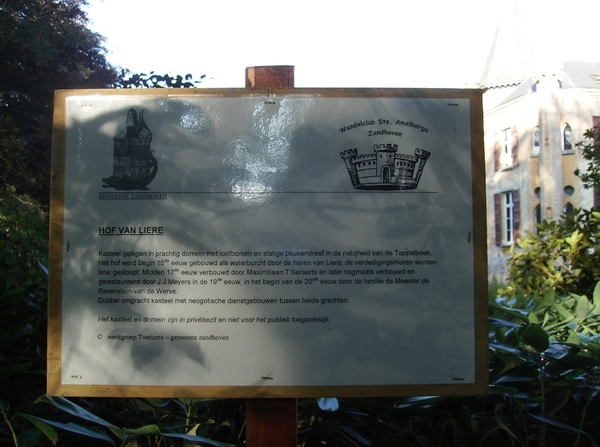 Wandelclub Ste. Amelberga
Zandhoven
GEMEENTE ZANDHOVEN
HOF VAN LIERE
Kasteel gelegen in prachtig domein met loofbomen en statige beukendreef in de nabijheid van de Tappelbeek.
Het hof werd begin 15de eeuw gebouwd als waterburcht door de heren van Liere, de verdedigingsmuren werden
later gesloopt. Midden 17de eeuw verbouwd door Maximiliaan T'Seraerts en later nogmaals verbouwd en
gerestaureerd door J.J.Meyers in de 19de eeuw, in het begin van de 20ste eeuw door de familie de Meester de
Ravenstein-van de Werve.
Dubbel omgracht kasteel met neogotische dienstgebouwen tussen beide grachten.
Het kasteel en domein zijn in privébezit en niet voor het publiek toegankelijk.
© werkgroep Toerisme – gemeente zandhoven